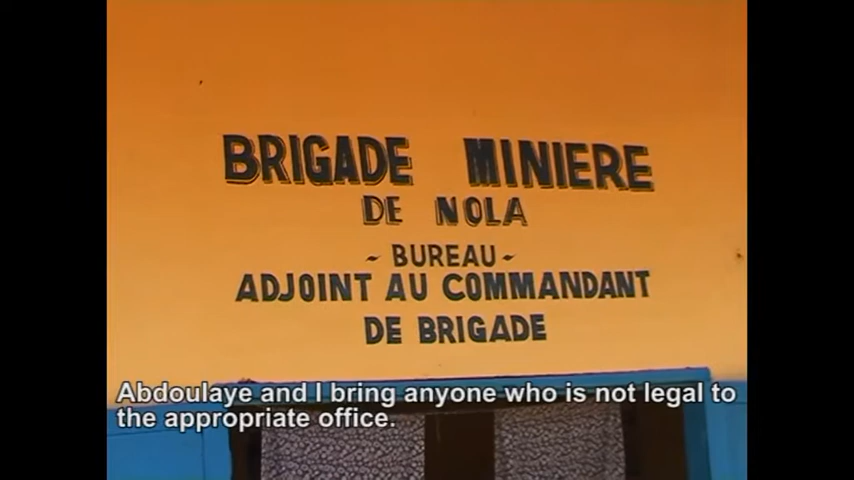 BRIGADE MINIERE
DE NOLA
~ BUREAU ~
ADJOINT AU COMMANDANT
DE BRIGADE
Abdoulaye and I bring anyone who is not legal to
the appropriate office.